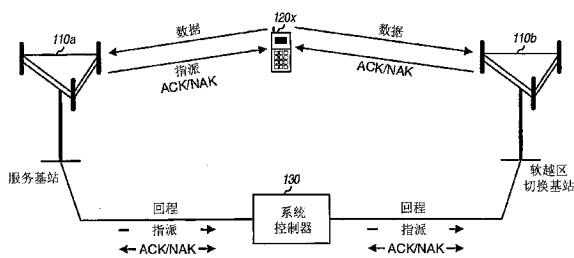 110a
数据
120x
数据
110b
指派
ACK/NAK
ACK/NAK
服务基站
130
系统
控制器
软越区
切换基站
回程
指派
ACK/NAK
回程
指派
ACK/NAK